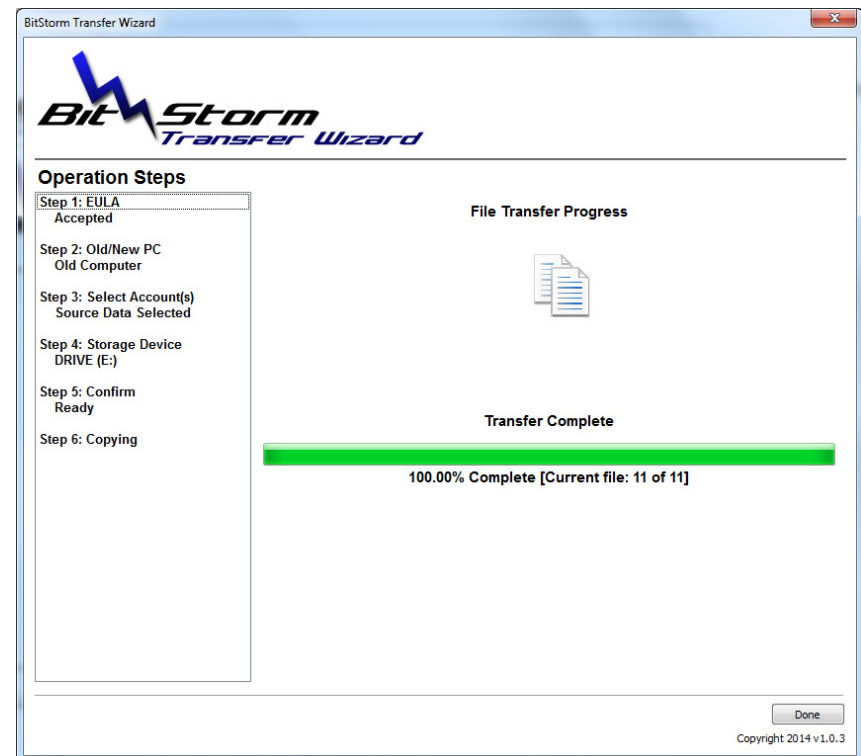 BitStorm Transfer Wizard
Bit Storm
Transfer Wizard
Operation Steps
Step 1: EULA
Accepted
Step 2: Old/New PC
Old Computer
Step 3: Select Account(s)
Source Data Selected
Step 4: Storage Device
DRIVE (E:)
Step 5: Confirm
Ready
Step 6: Copying
File Transfer Progress
Transfer Complete
100.00% Complete [Current file: 11 of 11]
Done
Copyright 2014 v1.0.3